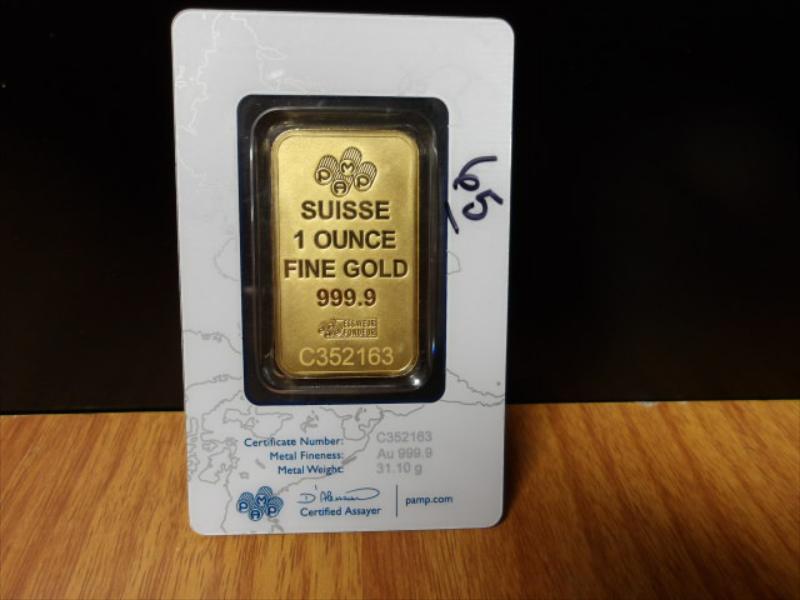 PAMP
SUISSE
1 OUNCE
FINE GOLD
999.9
ESSAYEUR
FONDEUR
C352163
65
Certificate Number: C352163
Metal Fineness: Au 999.9
Metal Weight: 31.10 g
PAMP
Certified Assayer
pamp.com